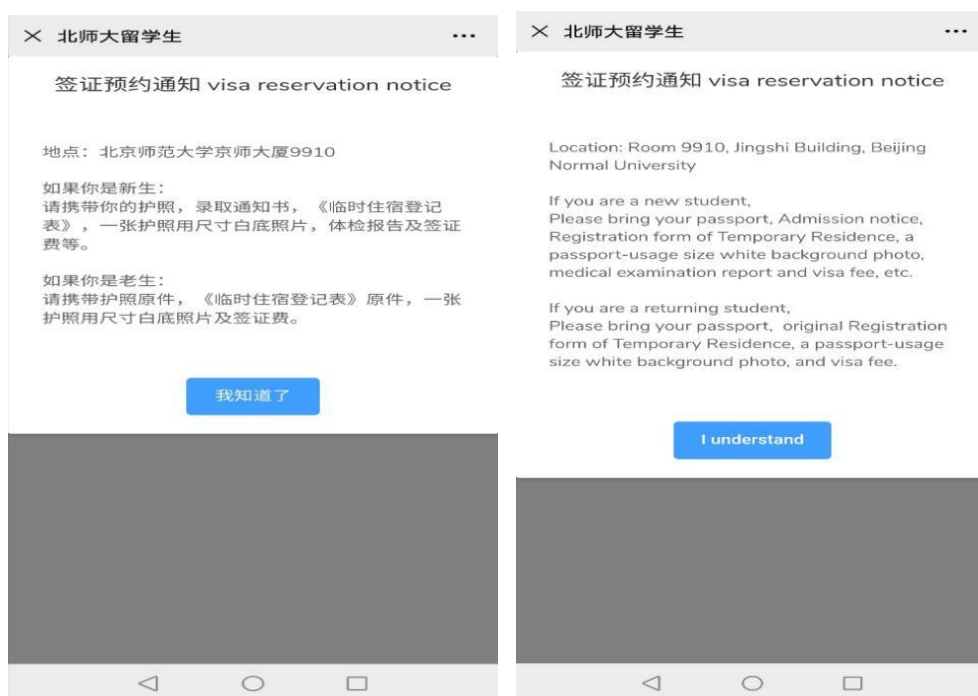 北师大留学生
签证预约通知 visa reservation notice
地点：北京师范大学京师大厦9910
如果你是新生：
请携带你的护照，录取通知书，《临时住宿登记
表》，一张护照用尺寸白底照片，体检报告及签证
费等。
如果你是老生：
请携带护照原件，《临时住宿登记表》原件，一张
护照用尺寸白底照片及签证费。
我知道了
北师大留学生
签证预约通知 visa reservation notice
Location: Room 9910, Jingshi Building, Beijing
Normal University
If you are a new student,
Please bring your passport, Admission notice,
Registration form of Temporary Residence, a
passport-usage size white background photo,
medical examination report and visa fee, etc.
If you are a returning student,
Please bring your passport, original Registration
form of Temporary Residence, a passport-usage
size white background photo, and visa fee.
I understand